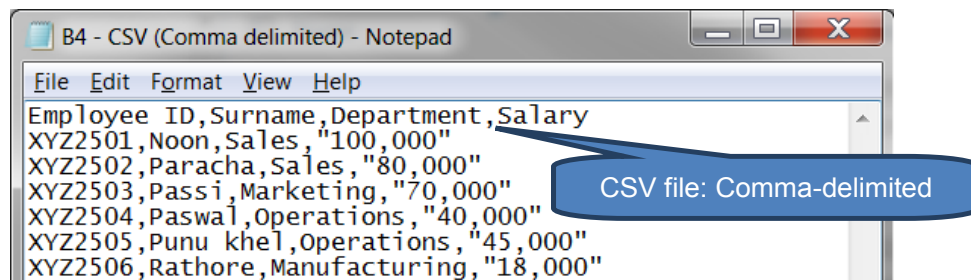 B4 - CSV (Comma delimited) - Notepad
File Edit Format View Help
Employee ID,Surname,Department,Salary
XYZ2501,Noon,Sales,"100,000"
XYZ2502,Paracha,Sales,"80,000"
XYZ2503,Passi,Marketing,"70,000"
CSV file: Comma-delimited
XYZ2504,Paswal,Operations,"40,000"
XYZ2505,Punu khel,Operations,"45,000"
XYZ2506,Rathore,Manufacturing,"18,000"